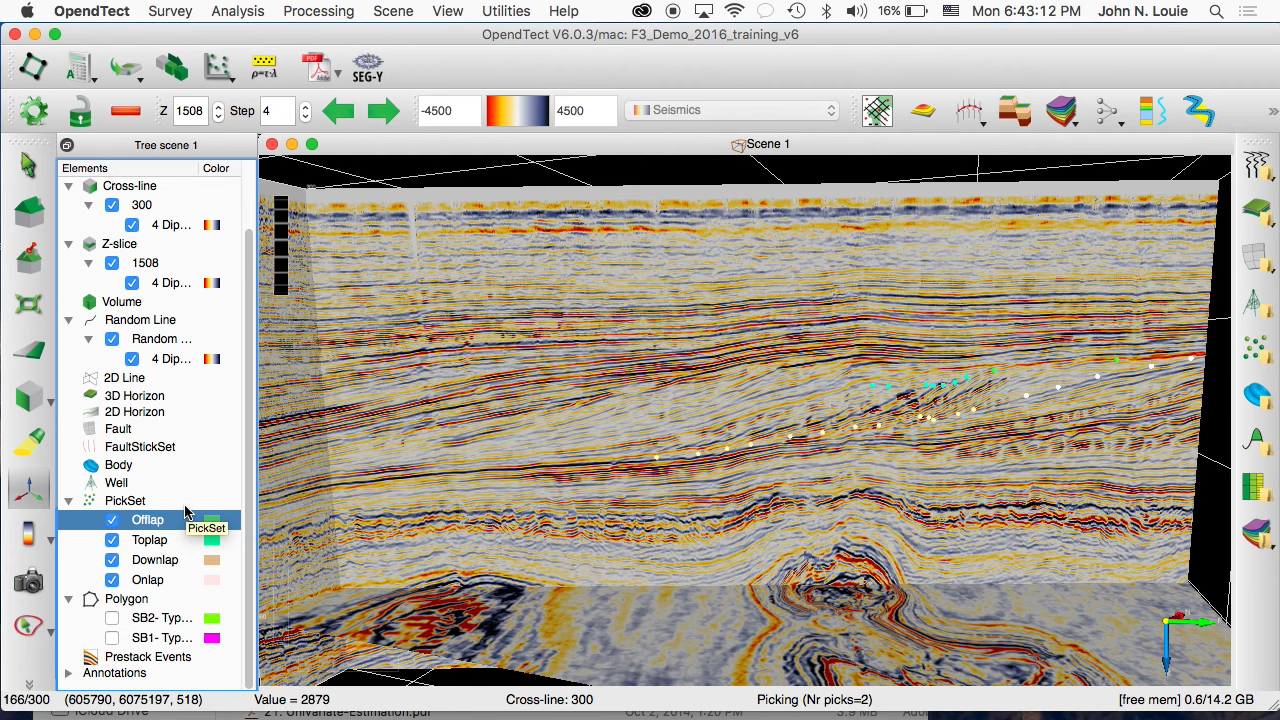 OpendTect Survey Analysis Processing Scene View Utilities Help 16% Mon 6:43:12 PM John N. Louie
OpendTect V6.0.3/mac: F3_Demo_2016_training_v6
ρ=τ·λ PDF Adobe SEG-Y
Z 1508 Step 4 -4500 4500 Seismics »
Tree scene 1 Scene 1
Elements Color
Cross-line
300
4 Dip...
Z-slice
1508
4 Dip...
Volume
Random Line
Random ...
4 Dip...
2D Line
3D Horizon
2D Horizon
Fault
FaultStickSet
Body
Well
PickSet
Offlap
PickSet
Toplap
Downlap
Onlap
Polygon
SB2- Typ...
SB1- Typ...
Prestack Events
Annotations
166/300 (605790, 6075197, 518) Value = 2879 Cross-line: 300 Picking (Nr picks=2) [free mem] 0.6/14.2 GB